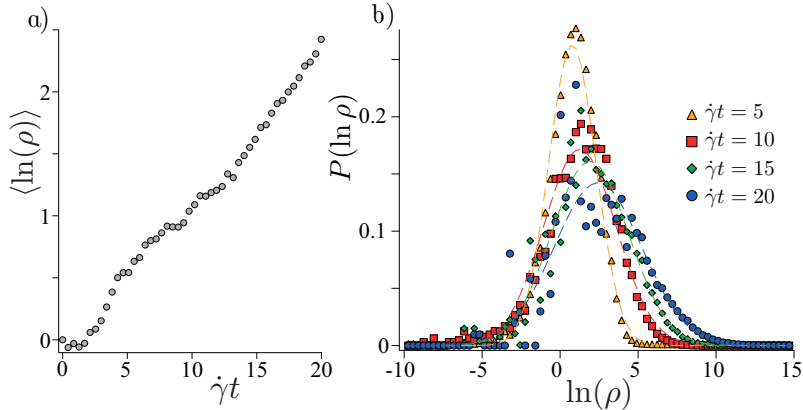 a)
2
1
0
⟨ln(ρ)⟩
0 5 10 15 20
γ̇t
b)
0.2
0.1
0
P(ln ρ)
γ̇t = 5
γ̇t = 10
γ̇t = 15
γ̇t = 20
-10 -5 0 5 10 15
ln(ρ)